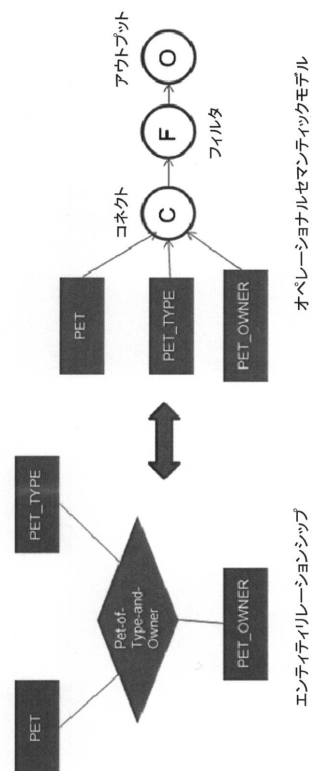 PET
PET_TYPE
Pet-of-
Type-and-
Owner
PET_OWNER
エンティティリレーションシップ
PET
PET_TYPE
PET_OWNER
コネクト
C
F
フィルタ
アウトプット
O
オペレーショナルセマンティックモデル